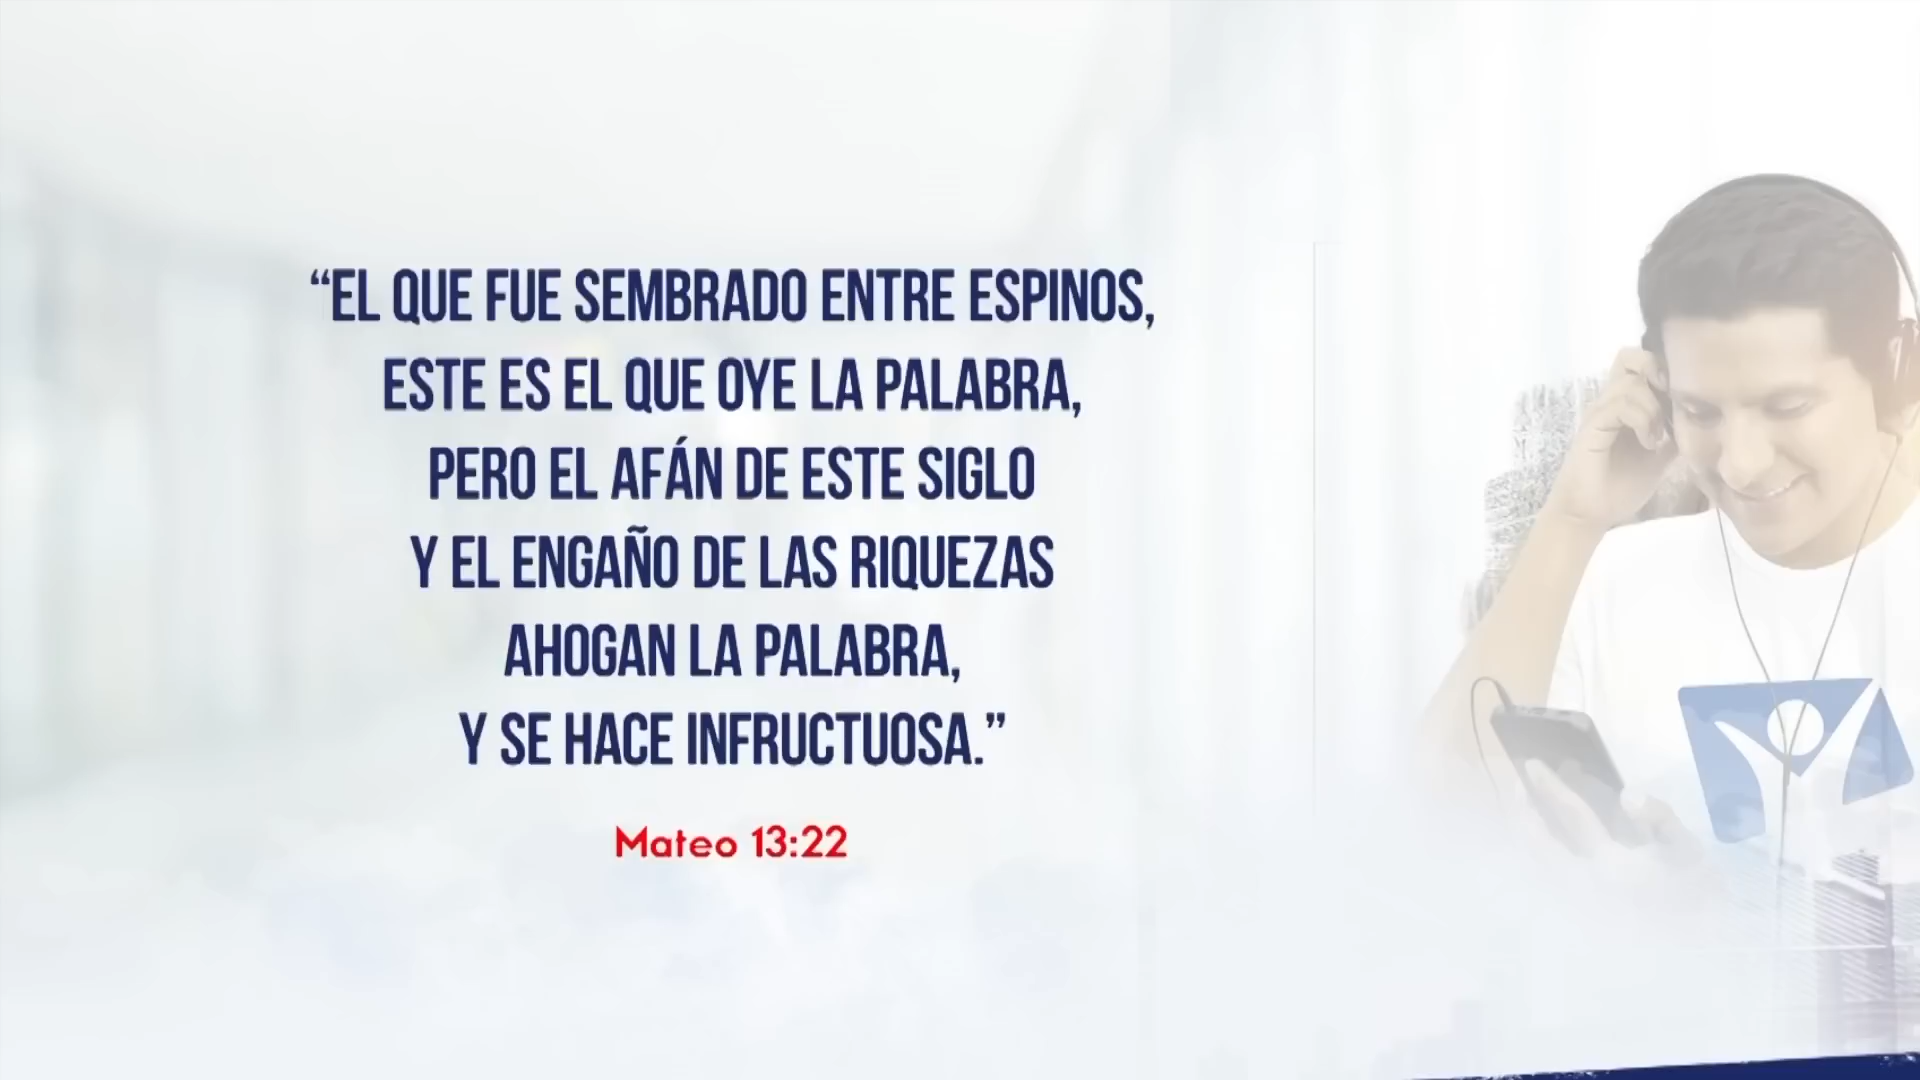 “EL QUE FUE SEMBRADO ENTRE ESPINOS,
ESTE ES EL QUE OYE LA PALABRA,
PERO EL AFÁN DE ESTE SIGLO
Y EL ENGAÑO DE LAS RIQUEZAS
AHOGAN LA PALABRA,
Y SE HACE INFRUCTUOSA.”
Mateo 13:22